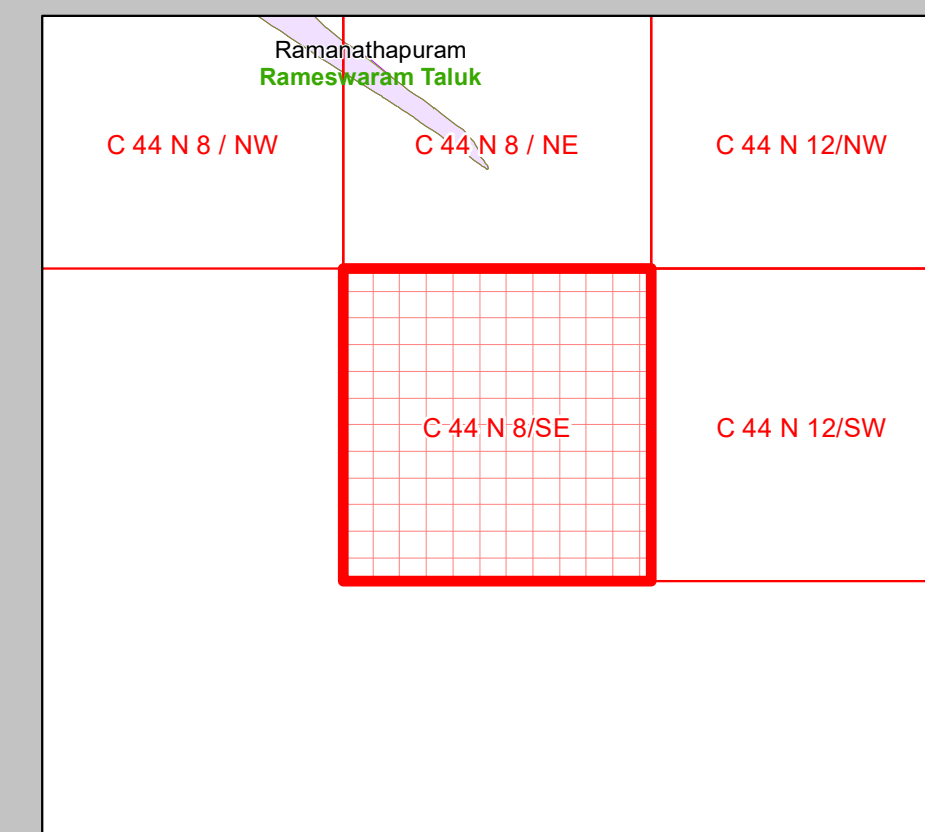 Ramanathapuram
Rameswaram Taluk
C 44 N 8 / NW
C 44 N 8 / NE
C 44 N 12/NW
C 44 N 8/SE
C 44 N 12/SW